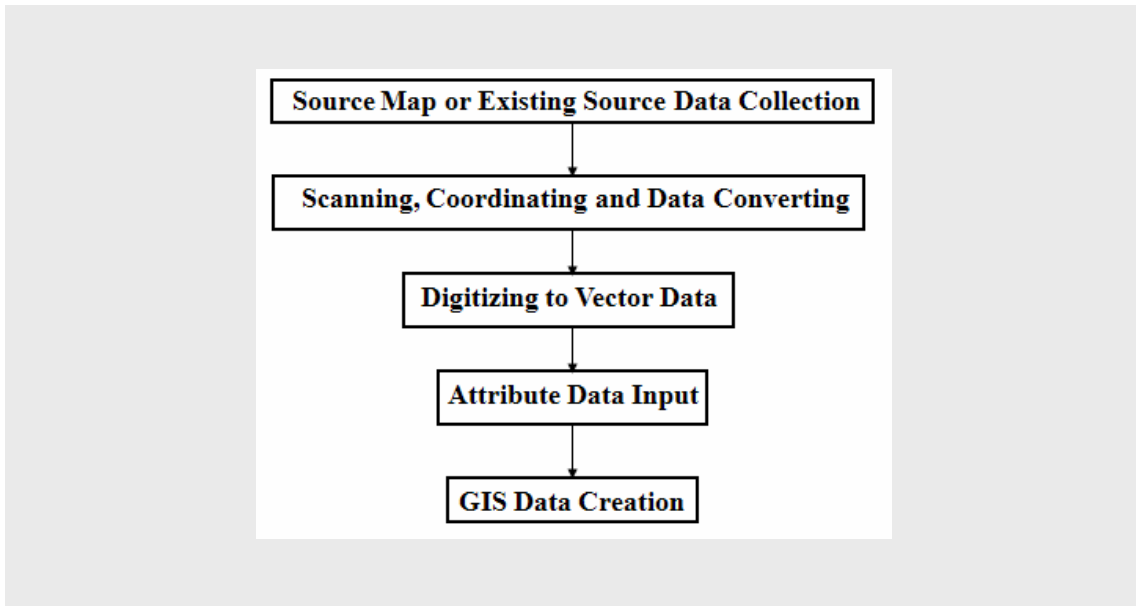 Source Map or Existing Source Data Collection
Scanning, Coordinating and Data Converting
Digitizing to Vector Data
Attribute Data Input
GIS Data Creation